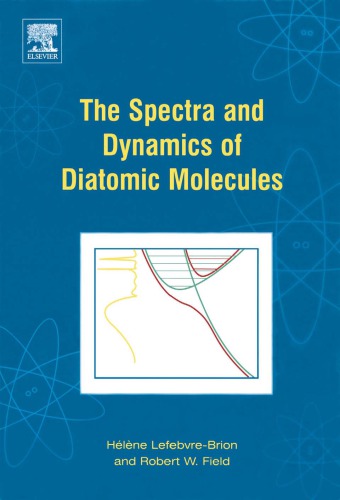 ELSEVIER
The Spectra and
Dynamics of
Diatomic Molecules
Hélène Lefebvre-Brion
and Robert W. Field